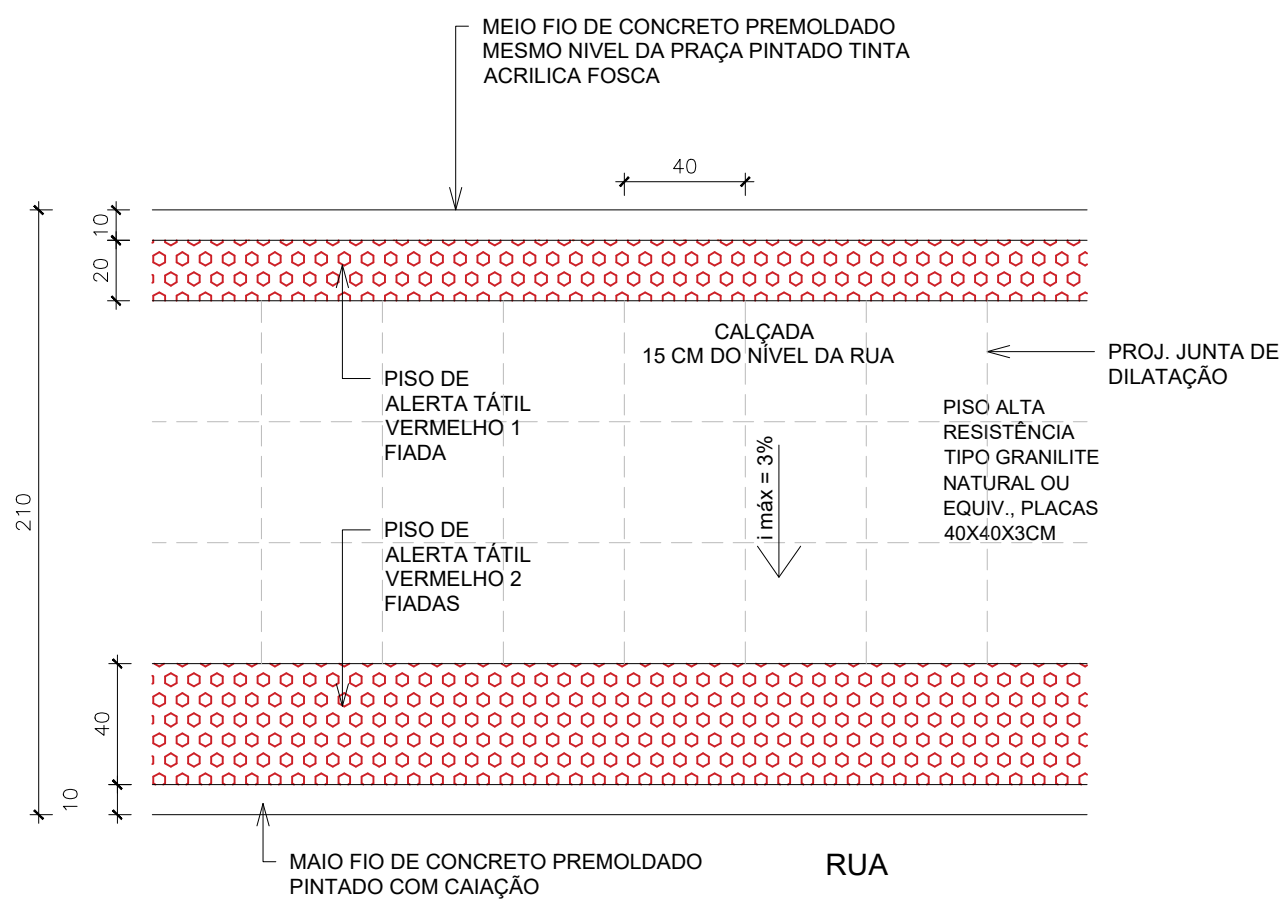 MEIO FIO DE CONCRETO PREMOLDADO
MESMO NIVEL DA PRAÇA PINTADO TINTA
ACRILICA FOSCA
40
10
20
CALÇADA
15 CM DO NÍVEL DA RUA
PROJ. JUNTA DE
DILATAÇÃO
PISO DE
ALERTA TÁTIL
VERMELHO 1
FIADA
PISO ALTA
RESISTÊNCIA
TIPO GRANILITE
NATURAL OU
EQUIV., PLACAS
40X40X3CM
i máx = 3%
210
PISO DE
ALERTA TÁTIL
VERMELHO 2
FIADAS
40
10
MAIO FIO DE CONCRETO PREMOLDADO
PINTADO COM CAIAÇÃO
RUA